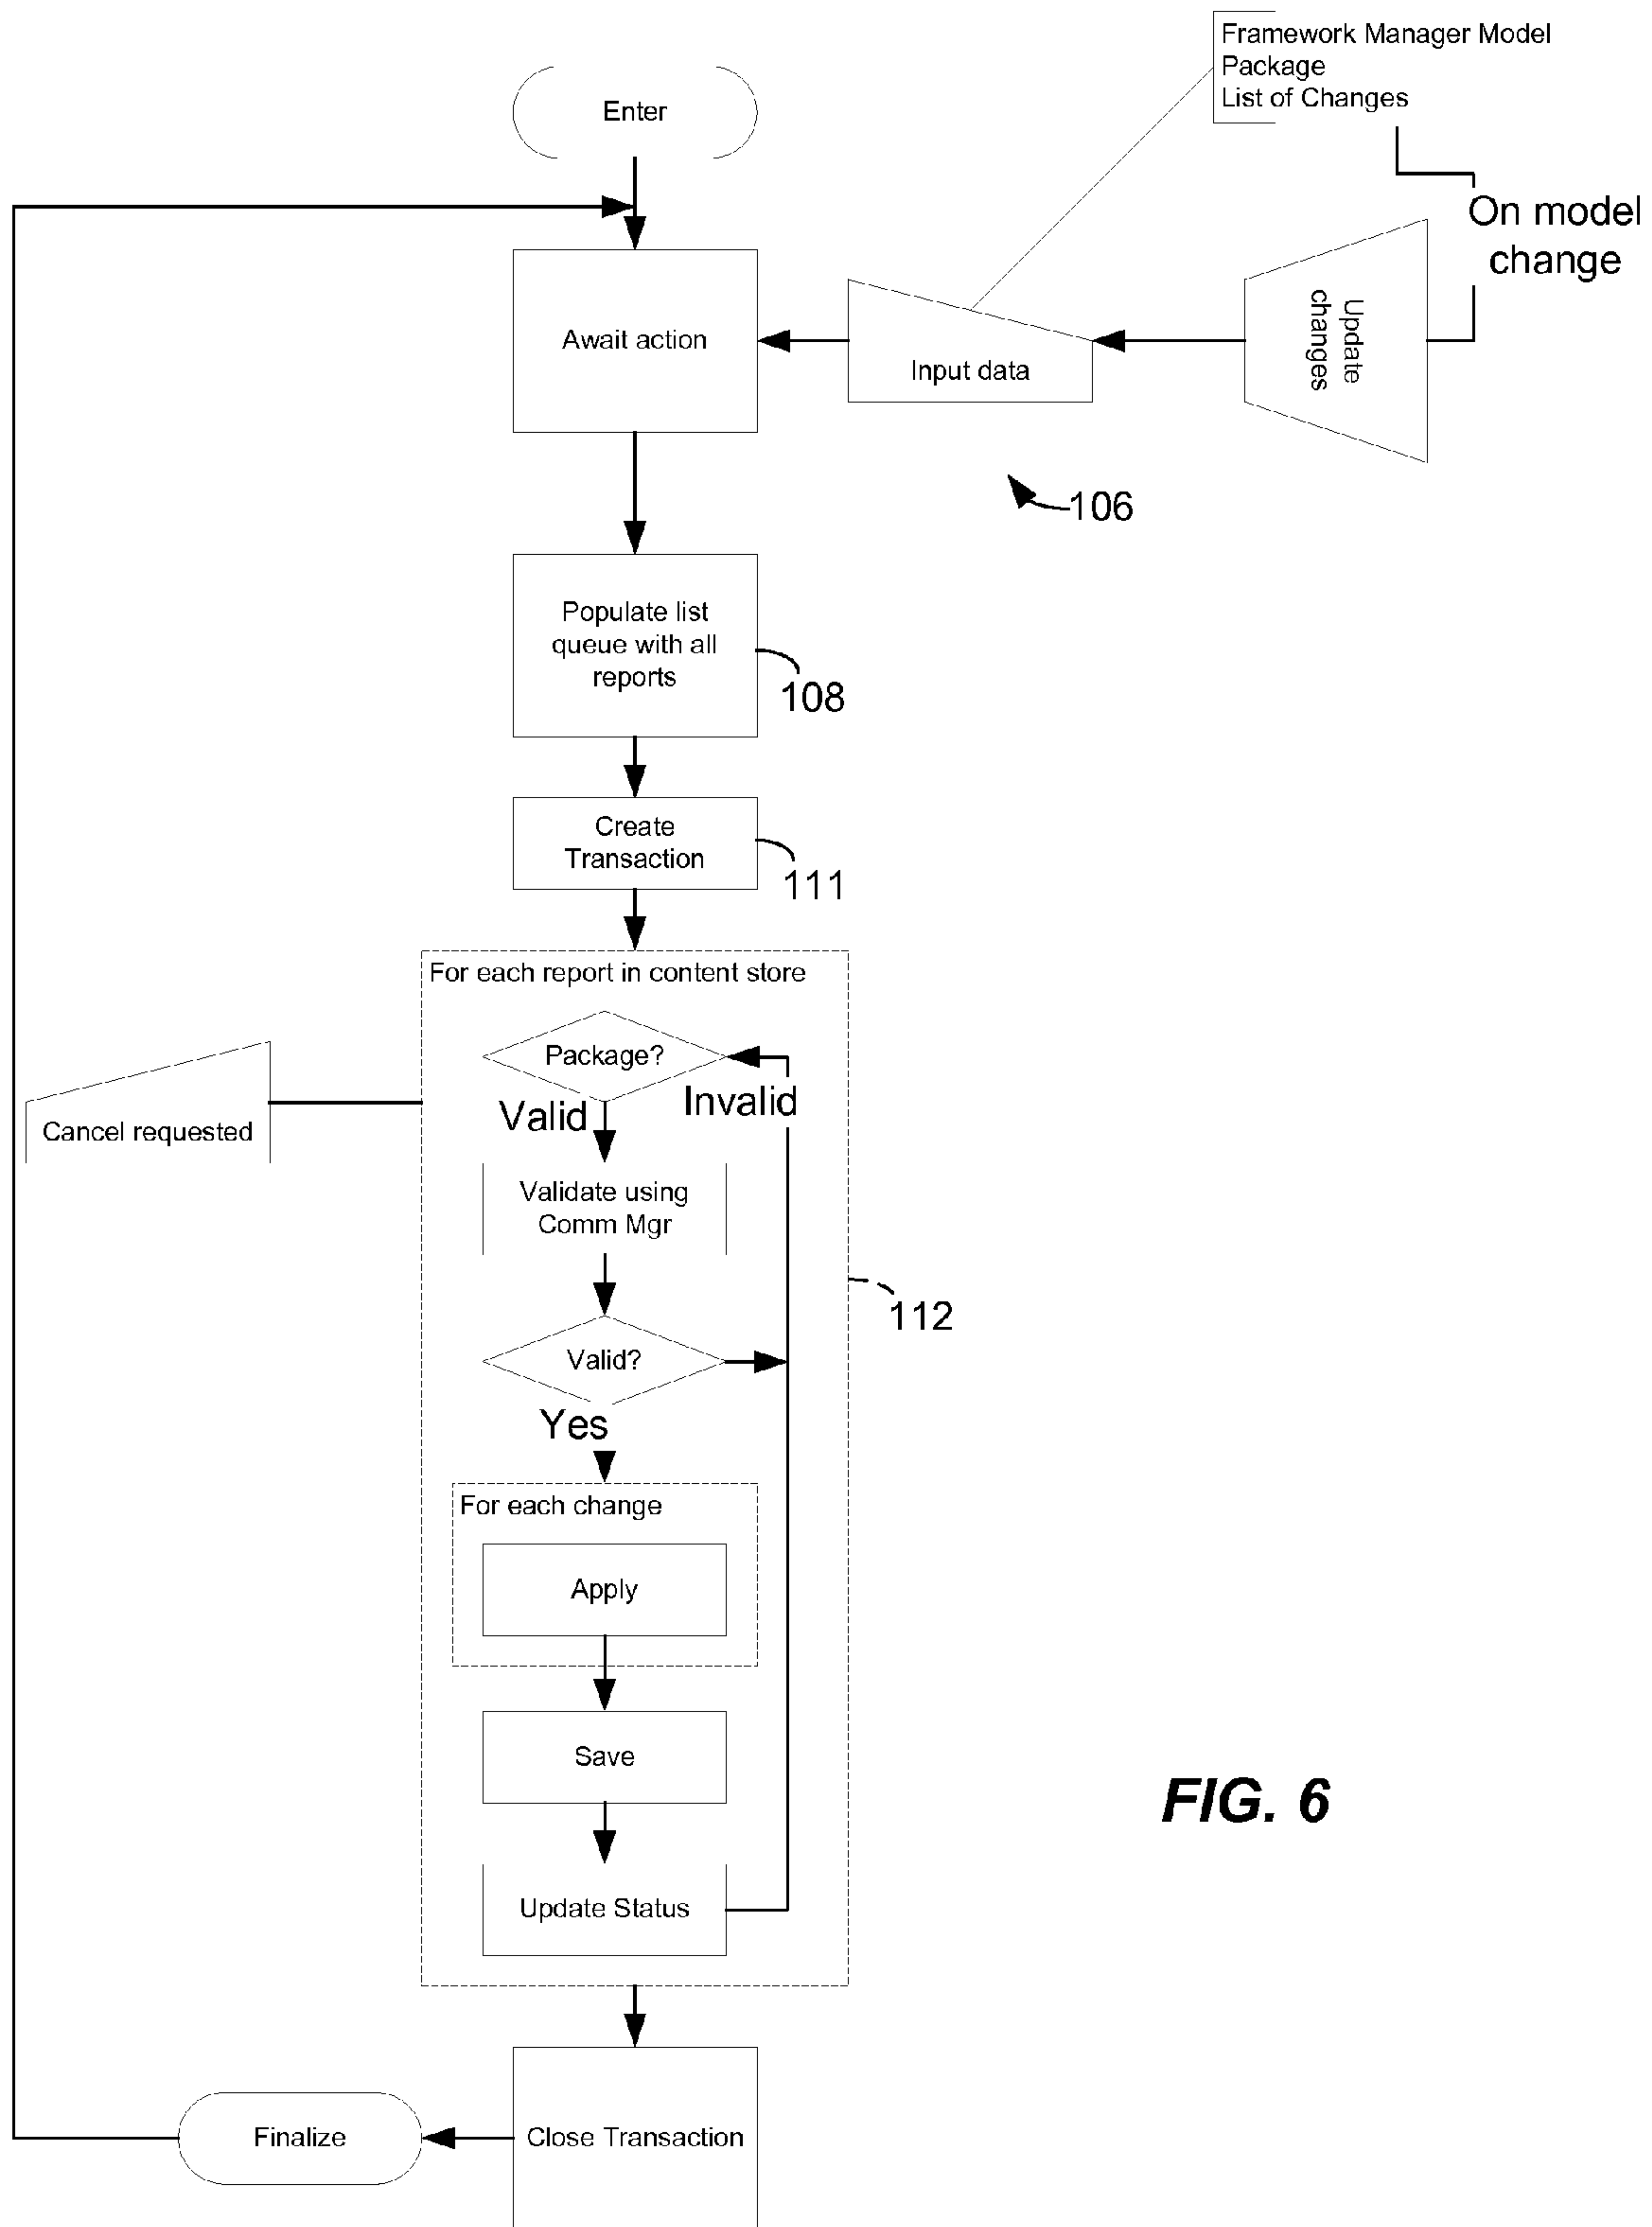 Framework Manager Model
Package
List of Changes
Enter
On model
change
Await action
Input data
Update
changes
106
Populate list
queue with all
reports
108
Create
Transaction
111
For each report in content store
Package?
Valid
Invalid
Cancel requested
Validate using
Comm Mgr
112
Valid?
Yes
For each change
Apply
Save
FIG. 6
Update Status
Finalize
Close Transaction